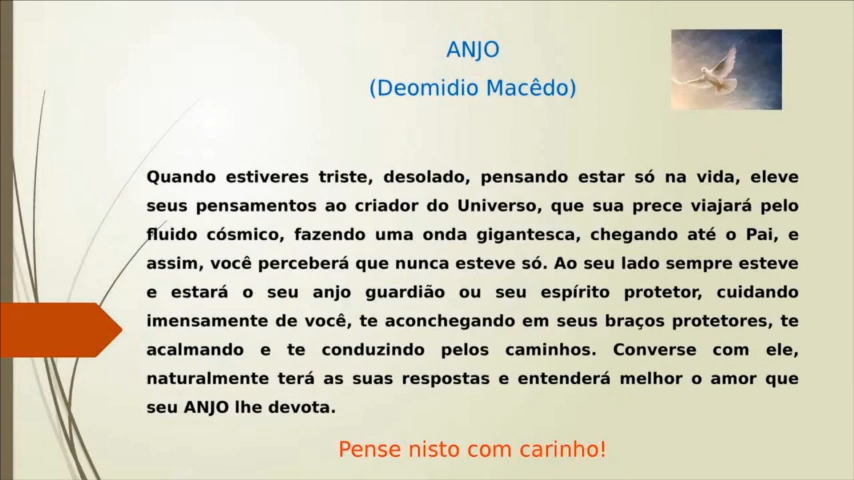 ANJO
(Deomidio Macêdo)
Quando estiveres triste, desolado, pensando estar só na vida, eleve
seus pensamentos ao criador do Universo, que sua prece viajará pelo
fluido cósmico, fazendo uma onda gigantesca, chegando até o Pai, e
assim, você perceberá que nunca esteve só. Ao seu lado sempre esteve
e estará o seu anjo guardião ou seu espírito protetor, cuidando
imensamente de você, te aconchegando em seus braços protetores, te
acalmando e te conduzindo pelos caminhos. Converse com ele,
naturalmente terá as suas respostas e entenderá melhor o amor que
seu ANJO lhe devota.
Pense nisto com carinho!